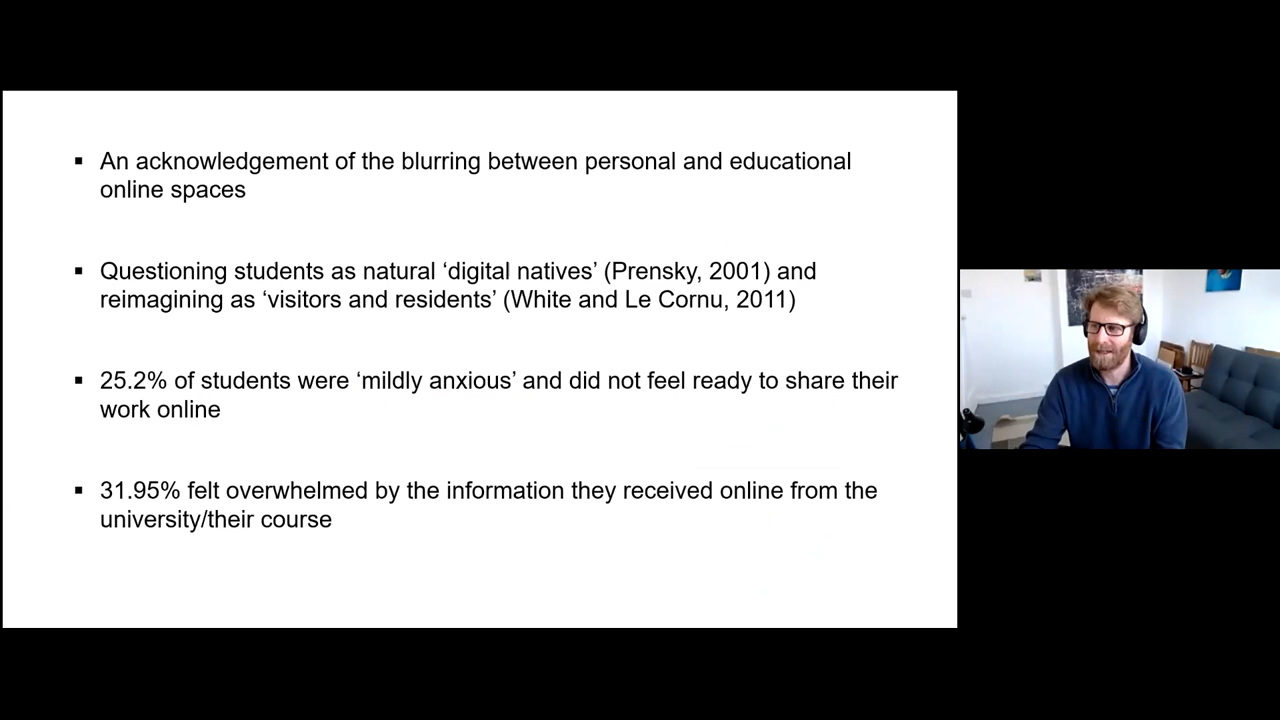 ▪ An acknowledgement of the blurring between personal and educational
online spaces
▪ Questioning students as natural ‘digital natives’ (Prensky, 2001) and
reimagining as ‘visitors and residents’ (White and Le Cornu, 2011)
▪ 25.2% of students were ‘mildly anxious’ and did not feel ready to share their
work online
▪ 31.95% felt overwhelmed by the information they received online from the
university/their course